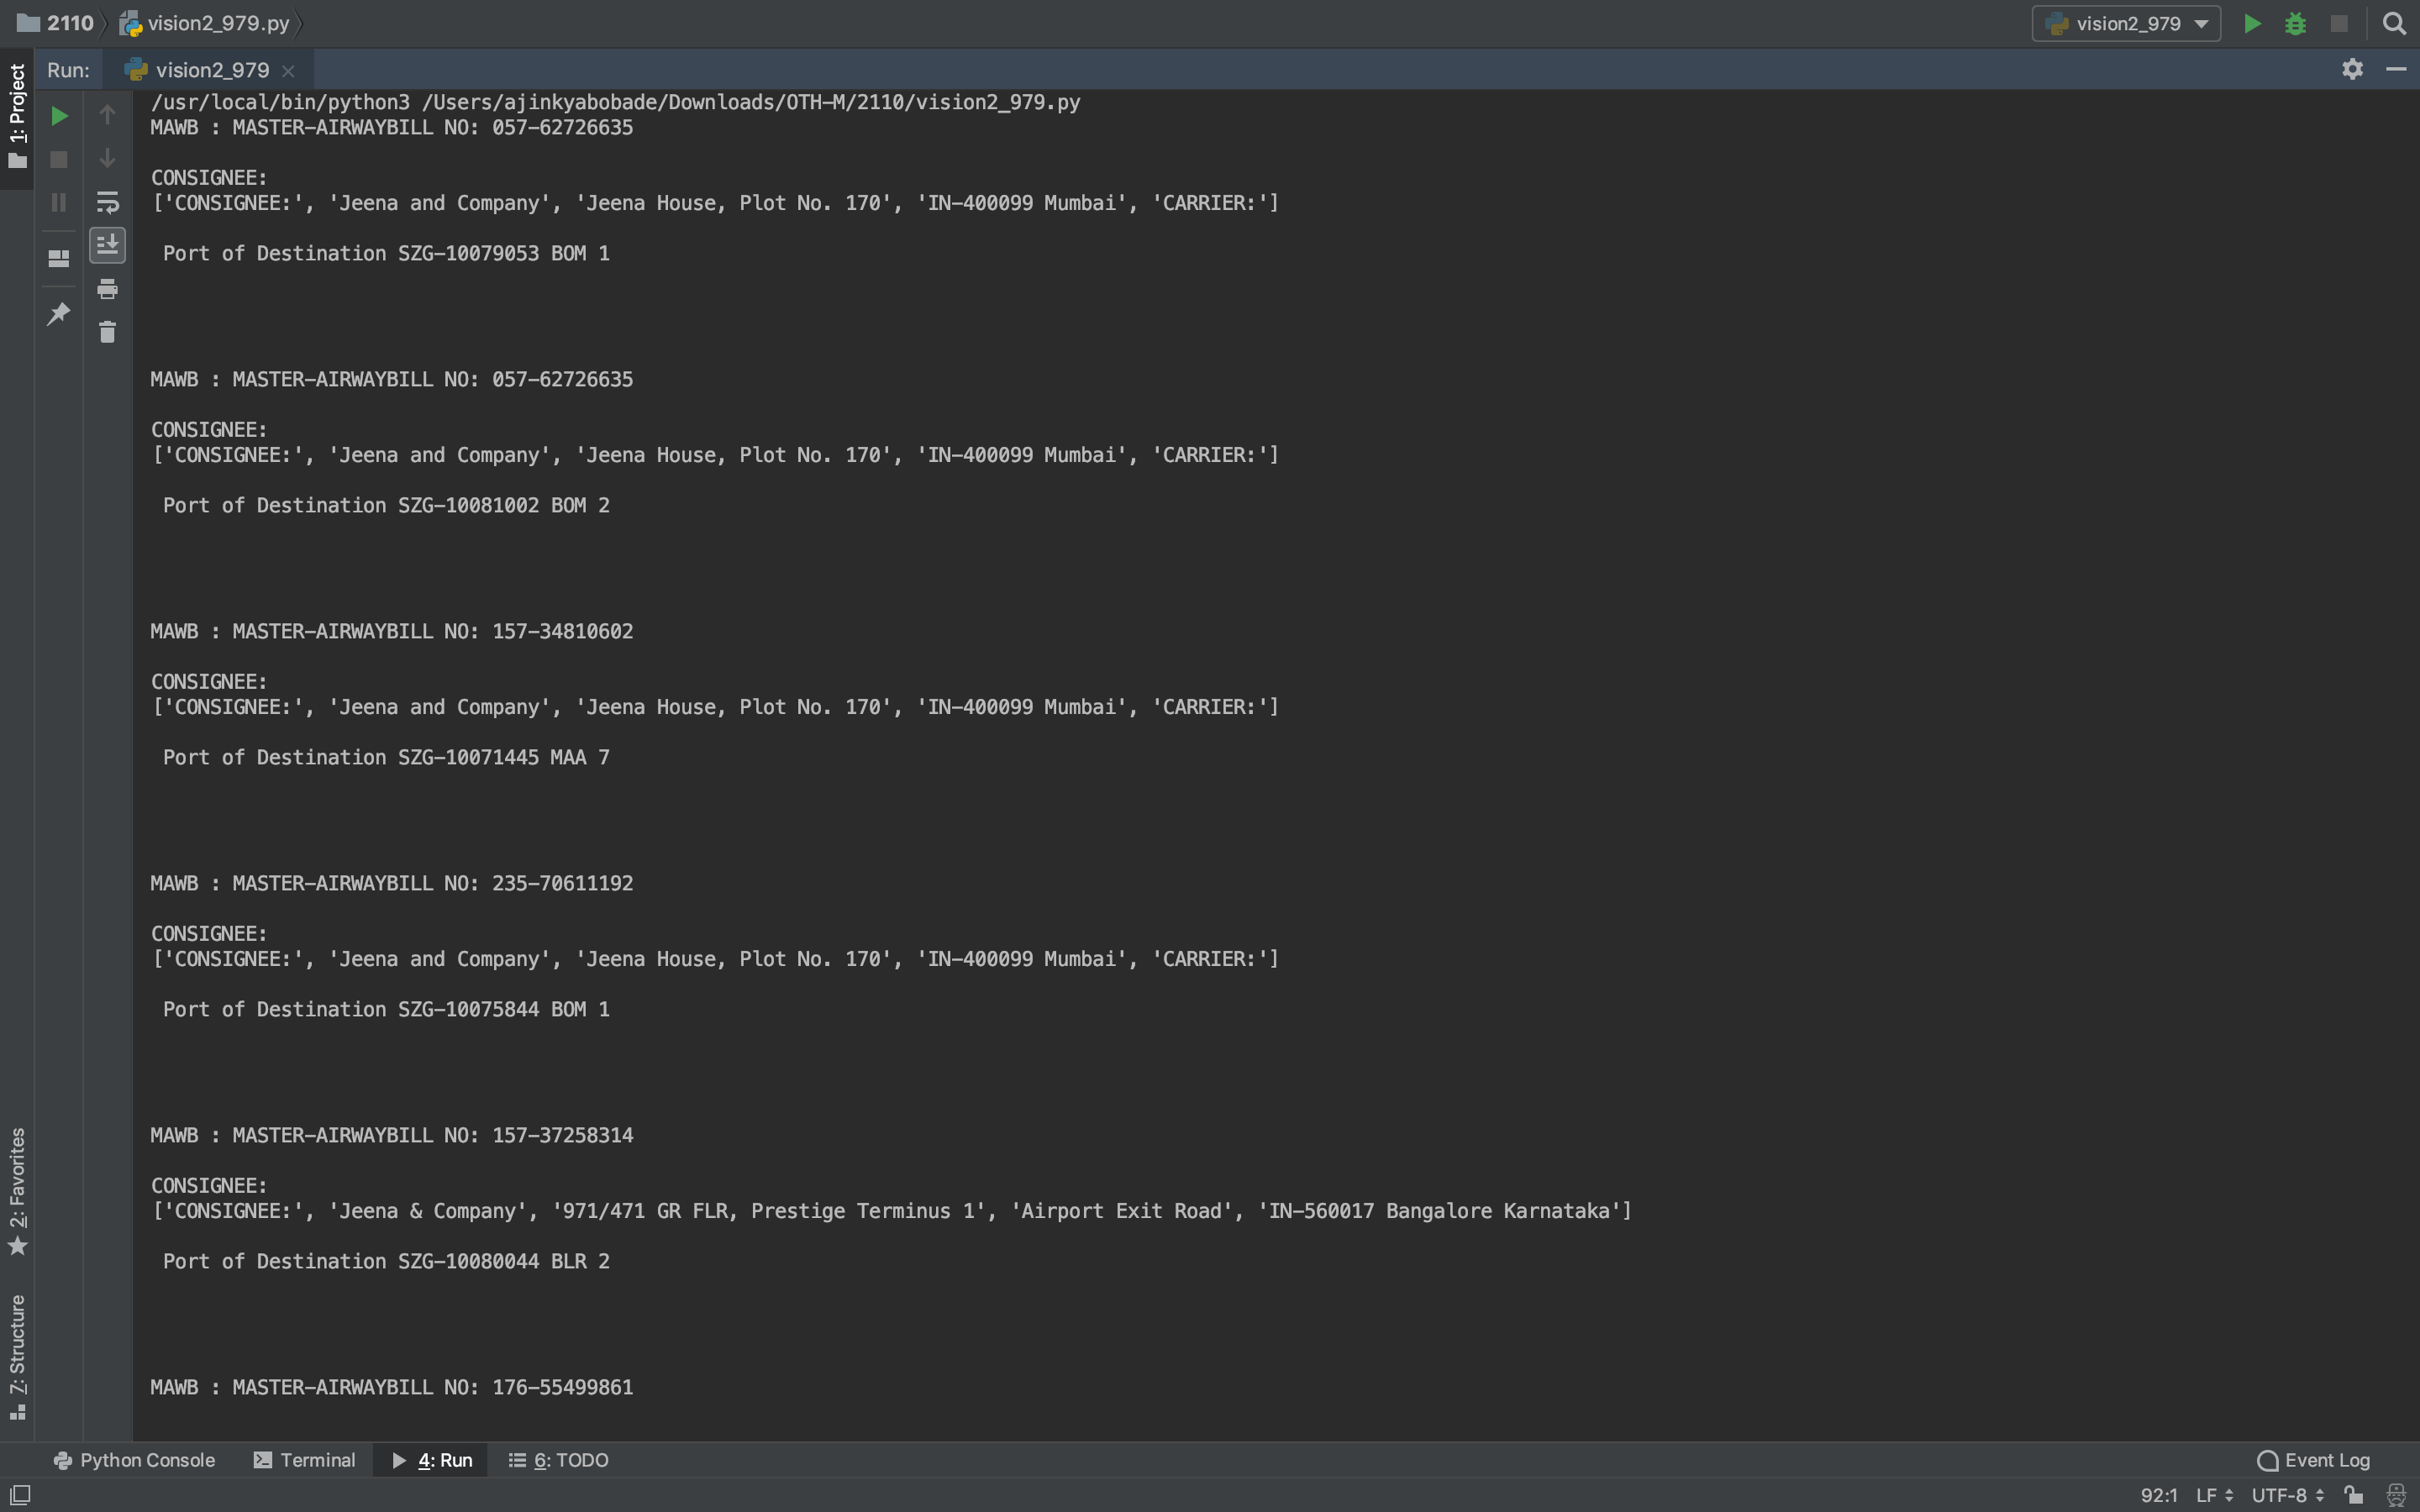 2110 vision2_979.py vision2_979
Run: vision2_979
1: Project
/usr/local/bin/python3 /Users/ajinkyabobade/Downloads/OTH-M/2110/vision2_979.py
MAWB : MASTER-AIRWAYBILL NO: 057-62726635
CONSIGNEE:
['CONSIGNEE:', 'Jeena and Company', 'Jeena House, Plot No. 170', 'IN-400099 Mumbai', 'CARRIER:']
Port of Destination SZG-10079053 BOM 1
MAWB : MASTER-AIRWAYBILL NO: 057-62726635
CONSIGNEE:
['CONSIGNEE:', 'Jeena and Company', 'Jeena House, Plot No. 170', 'IN-400099 Mumbai', 'CARRIER:']
Port of Destination SZG-10081002 BOM 2
MAWB : MASTER-AIRWAYBILL NO: 157-34810602
CONSIGNEE:
['CONSIGNEE:', 'Jeena and Company', 'Jeena House, Plot No. 170', 'IN-400099 Mumbai', 'CARRIER:']
Port of Destination SZG-10071445 MAA 7
MAWB : MASTER-AIRWAYBILL NO: 235-70611192
CONSIGNEE:
['CONSIGNEE:', 'Jeena and Company', 'Jeena House, Plot No. 170', 'IN-400099 Mumbai', 'CARRIER:']
Port of Destination SZG-10075844 BOM 1
MAWB : MASTER-AIRWAYBILL NO: 157-37258314
CONSIGNEE:
['CONSIGNEE:', 'Jeena & Company', '971/471 GR FLR, Prestige Terminus 1', 'Airport Exit Road', 'IN-560017 Bangalore Karnataka']
Port of Destination SZG-10080044 BLR 2
MAWB : MASTER-AIRWAYBILL NO: 176-55499861
2: Favorites
7: Structure
Python Console Terminal 4: Run 6: TODO Event Log
92:1 LF UTF-8